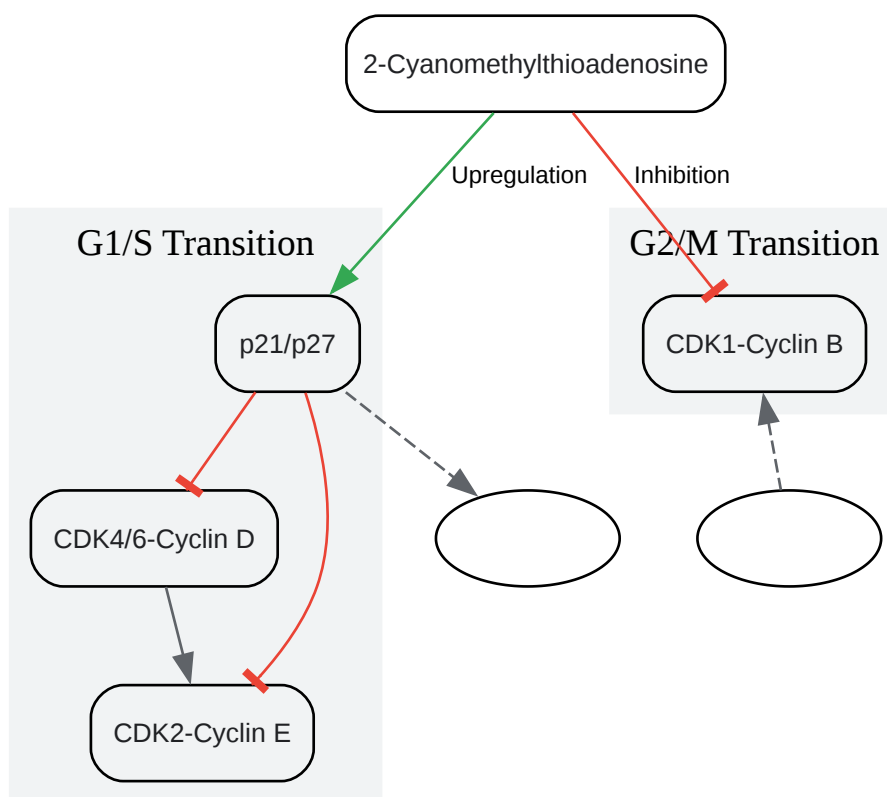 2-Cyanomethylthioadenosine
Upregulation
Inhibition
G1/S Transition
G2/M Transition
p21/p27
CDK1-Cyclin B
CDK4/6-Cyclin D
CDK2-Cyclin E